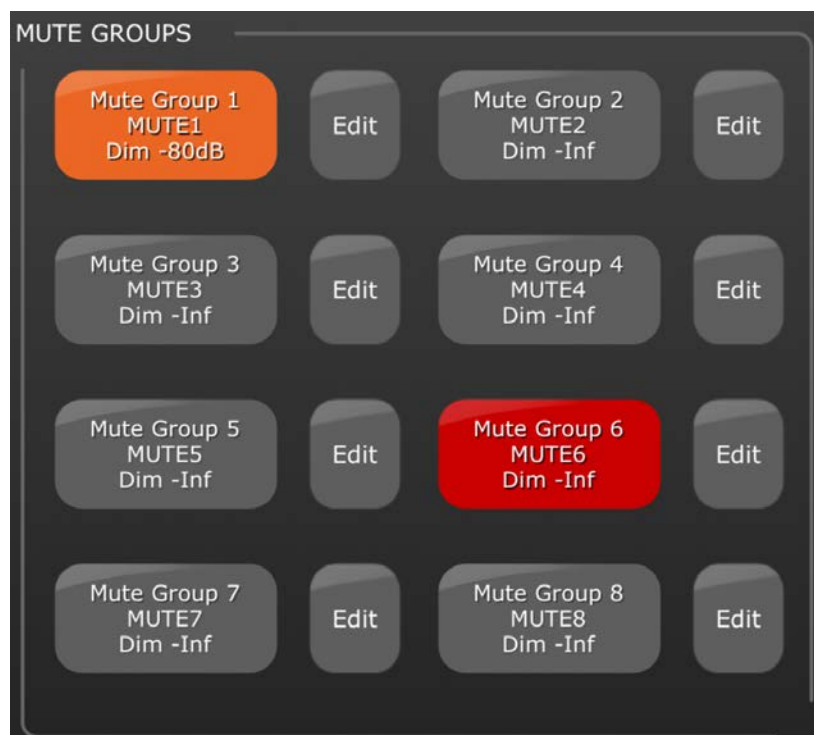 MUTE GROUPS
Mute Group 1
MUTE1
Dim -80dB
Edit
Mute Group 2
MUTE2
Dim -Inf
Edit
Mute Group 3
MUTE3
Dim -Inf
Edit
Mute Group 4
MUTE4
Dim -Inf
Edit
Mute Group 5
MUTE5
Dim -Inf
Edit
Mute Group 6
MUTE6
Dim -Inf
Edit
Mute Group 7
MUTE7
Dim -Inf
Edit
Mute Group 8
MUTE8
Dim -Inf
Edit